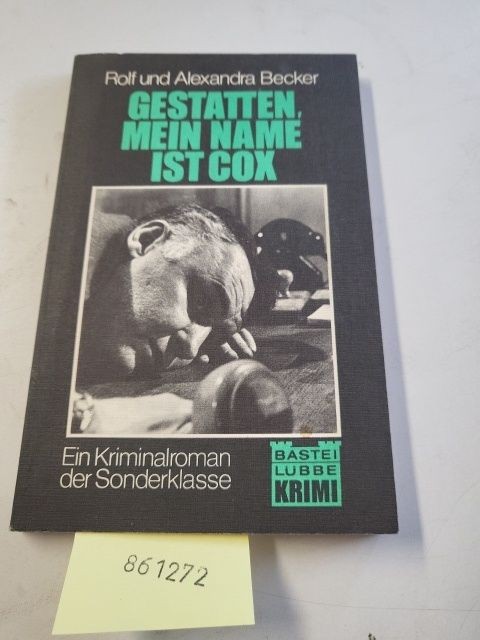 Rolf und Alexandra Becker
GESTATTEN,
MEIN NAME
IST COX
Ein Kriminalroman
der Sonderklasse
BASTEI
LÜBBE
KRIMI
861272